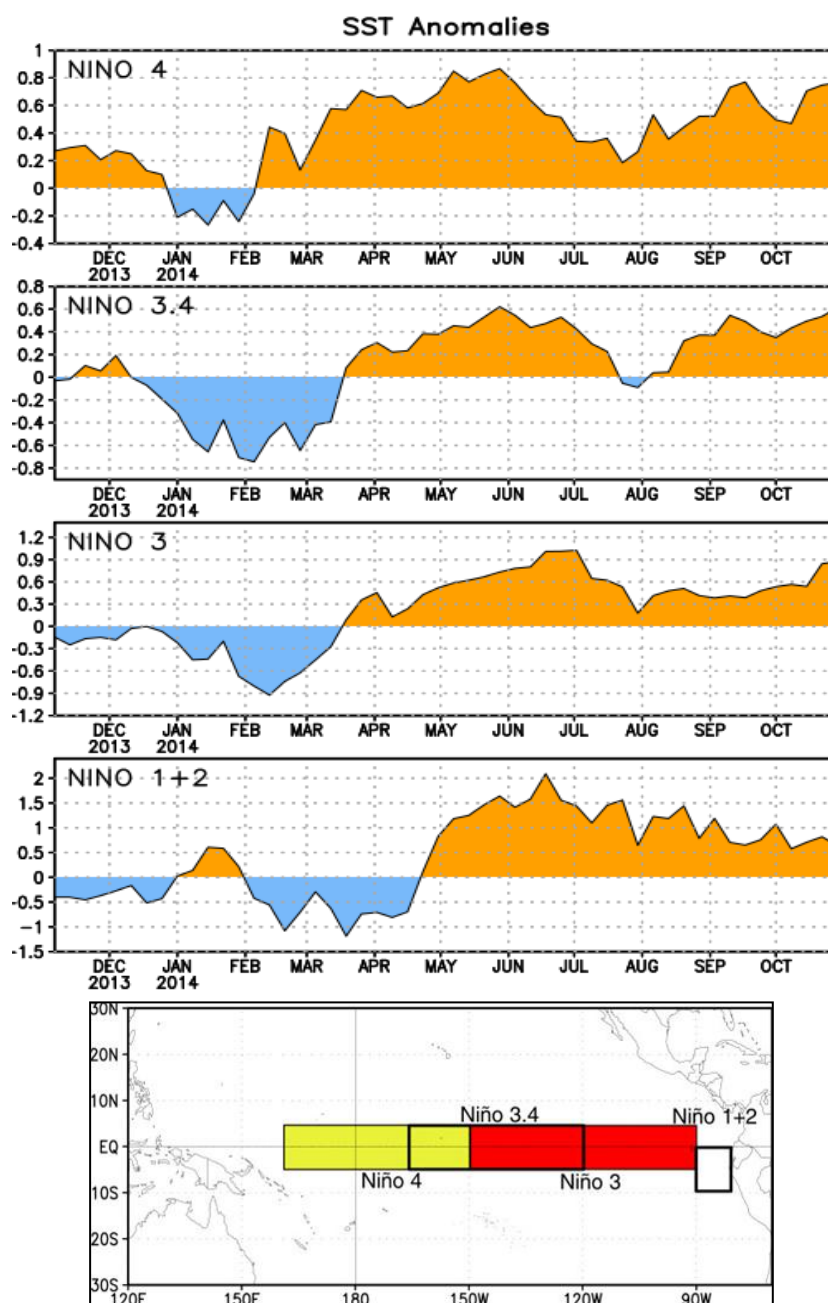 SST Anomalies
NINO 4
1
0.8
0.6
0.4
0.2
0
-0.2
-0.4
DEC JAN FEB MAR APR MAY JUN JUL AUG SEP OCT
2013 2014
NINO 3.4
0.8
0.6
0.4
0.2
0
-0.2
-0.4
-0.6
-0.8
DEC JAN FEB MAR APR MAY JUN JUL AUG SEP OCT
2013 2014
NINO 3
1.2
0.9
0.6
0.3
0
-0.3
-0.6
-0.9
-1.2
DEC JAN FEB MAR APR MAY JUN JUL AUG SEP OCT
2013 2014
NINO 1+2
2
1.5
1
0.5
0
-0.5
-1
-1.5
DEC JAN FEB MAR APR MAY JUN JUL AUG SEP OCT
2013 2014
30N
20N
10N
EQ
10S
20S
30S
Niño 3.4 Niño 1+2
Niño 4 Niño 3
120E 150E 180 150W 120W 90W